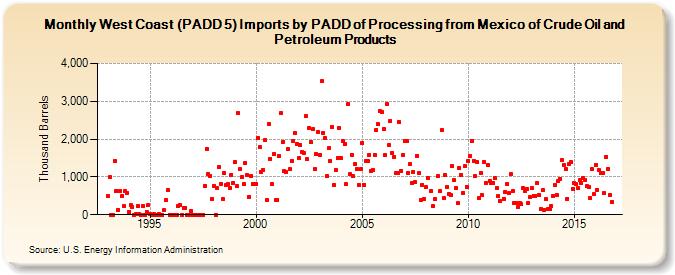 Monthly West Coast (PADD 5) Imports by PADD of Processing from Mexico of Crude Oil and
Petroleum Products
Thousand Barrels
4,000
3,000
2,000
1,000
0
1995
2000
2005
2010
2015
Source: U.S. Energy Information Administration